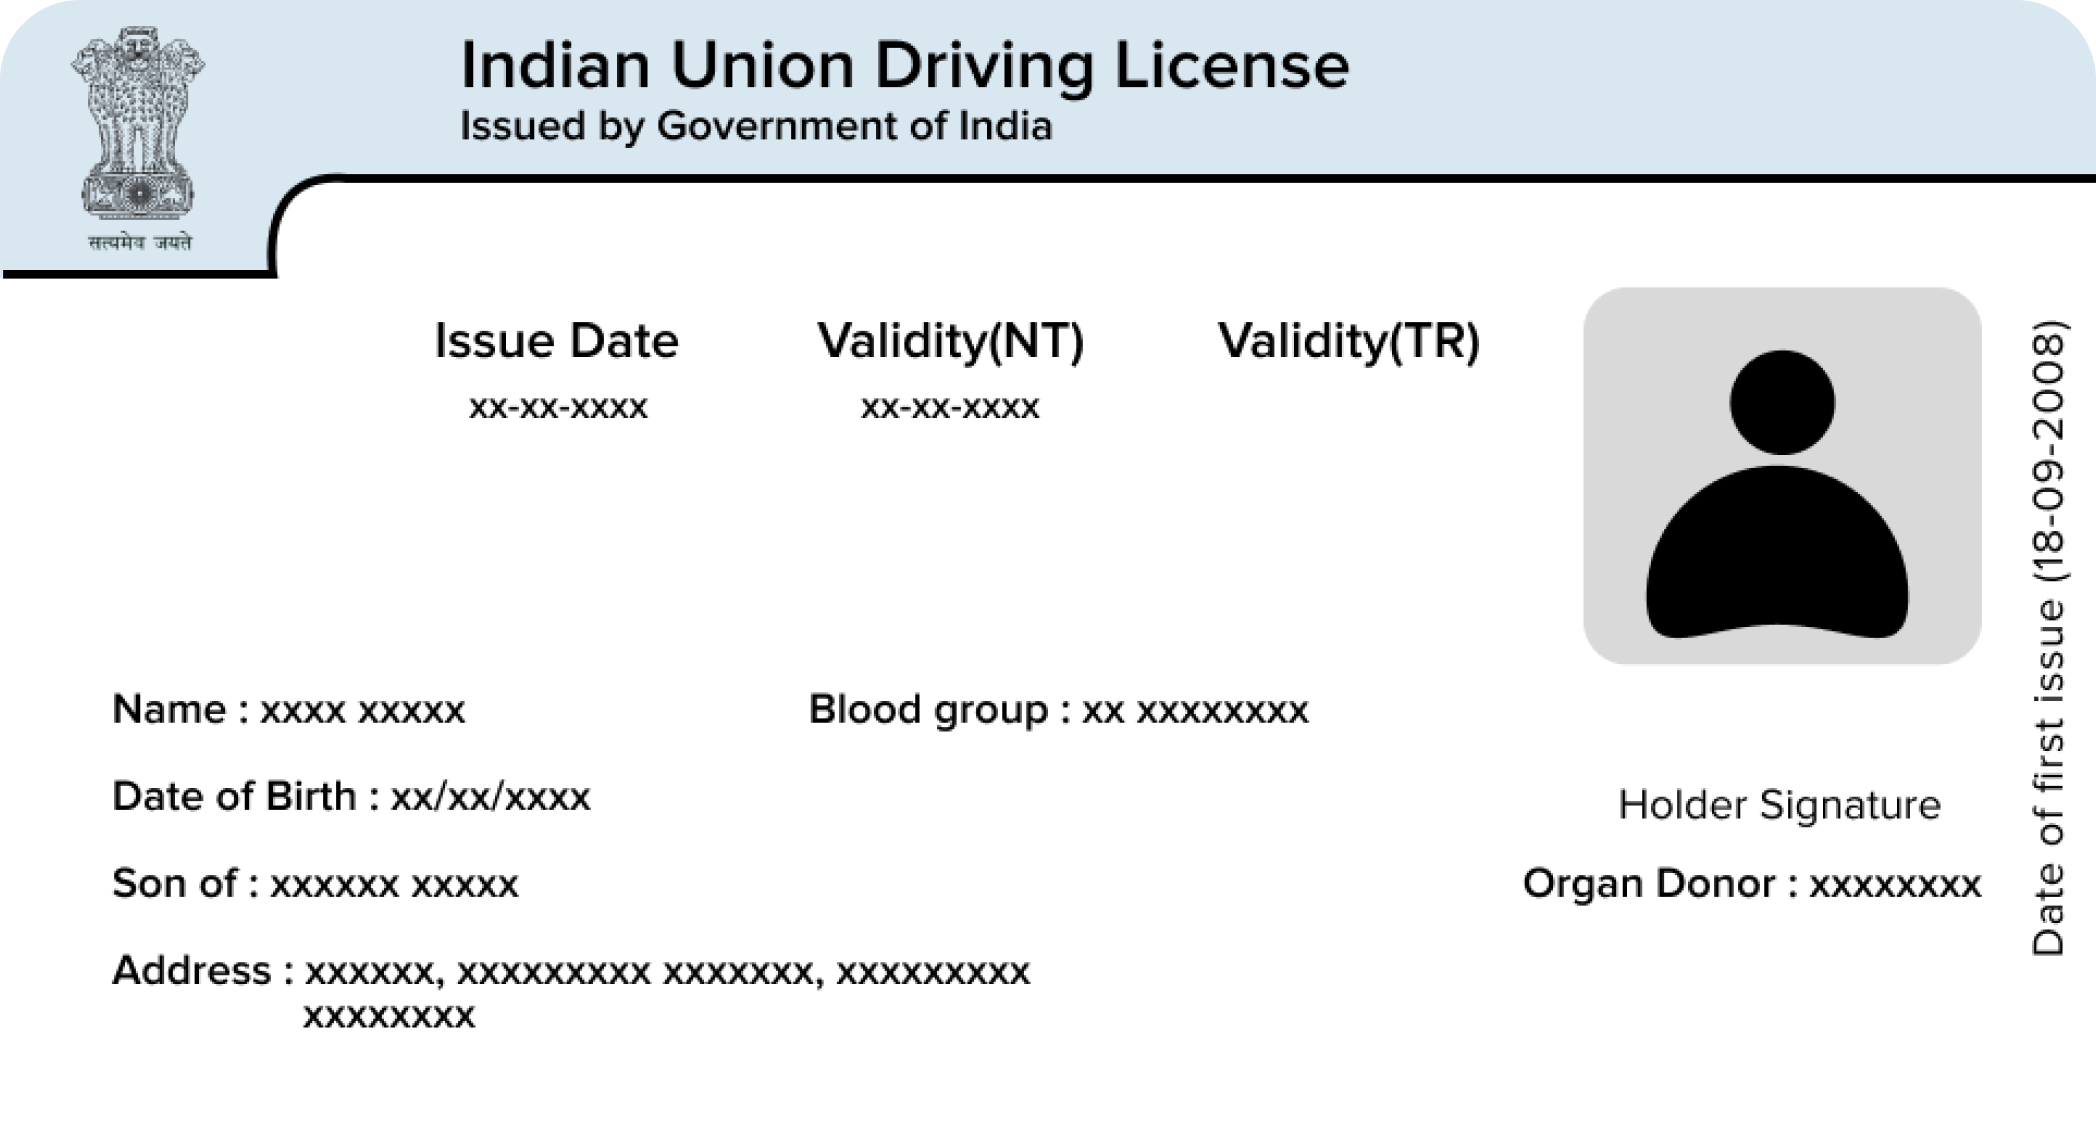 Indian Union Driving License
Issued by Government of India
सत्यमेव जयते
Issue Date Validity(NT) Validity(TR)
xx-xx-xxxx xx-xx-xxxx
Name : xxxx xxxxx Blood group : xx xxxxxxxx
Date of Birth : xx/xx/xxxx
Holder Signature
Son of : xxxxxx xxxxx Organ Donor : xxxxxxxx
Address : xxxxxx, xxxxxxxxx xxxxxxx, xxxxxxxxx
xxxxxxxx
Date of first issue (18-09-2008)